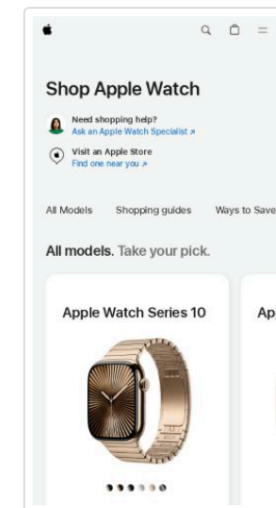 Shop Apple Watch
Need shopping help?
Ask an Apple Watch Specialist ↗
Visit an Apple Store
Find one near you ↗
All Models Shopping guides Ways to Save
All models. Take your pick.
Apple Watch Series 10
Ap